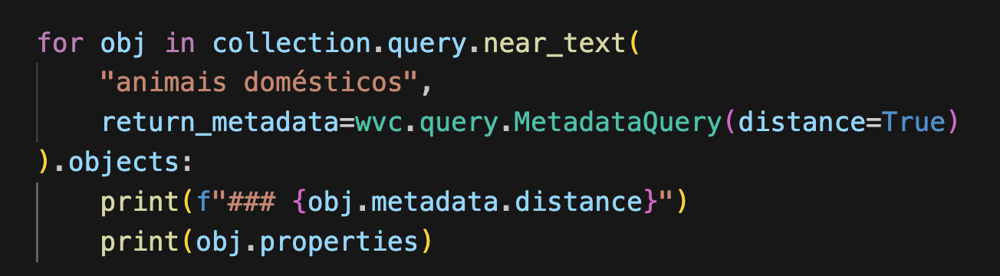 for obj in collection.query.near_text(
    "animais domésticos",
    return_metadata=wvc.query.MetadataQuery(distance=True)
).objects:
    print(f"### {obj.metadata.distance}")
    print(obj.properties)